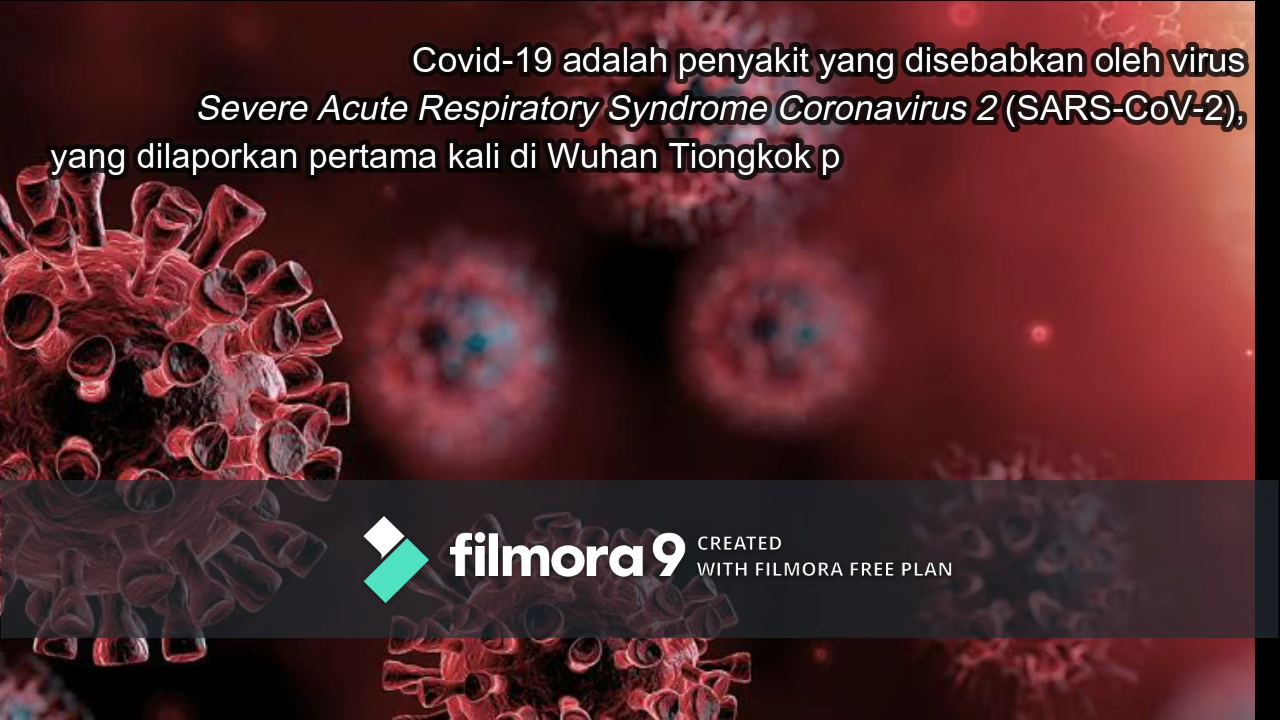 Covid-19 adalah penyakit yang disebabkan oleh virus
Severe Acute Respiratory Syndrome Coronavirus 2 (SARS-CoV-2),
yang dilaporkan pertama kali di Wuhan Tiongkok p
filmora9
CREATED
WITH FILMORA FREE PLAN